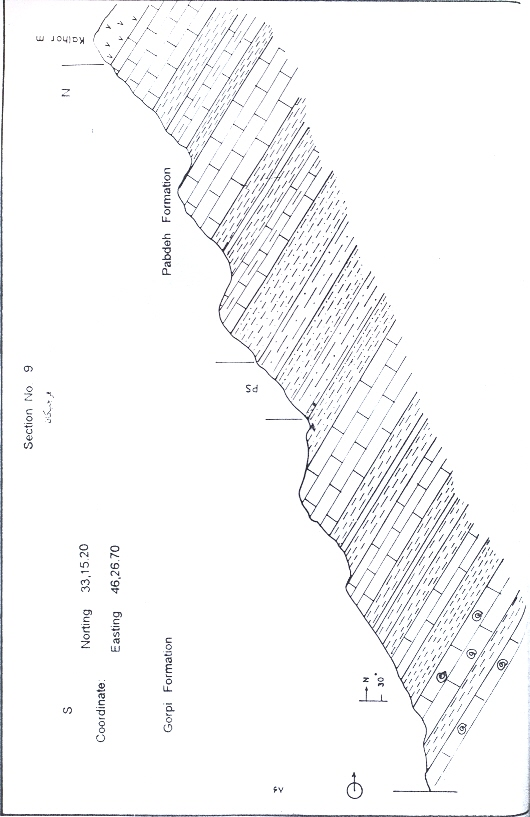 Section No 9
S
N
Coordinate:
Norting 33,15.20
Easting 46,26.70
Gorpi Formation
Pabdeh Formation
Kalhor m
PS
N
30°